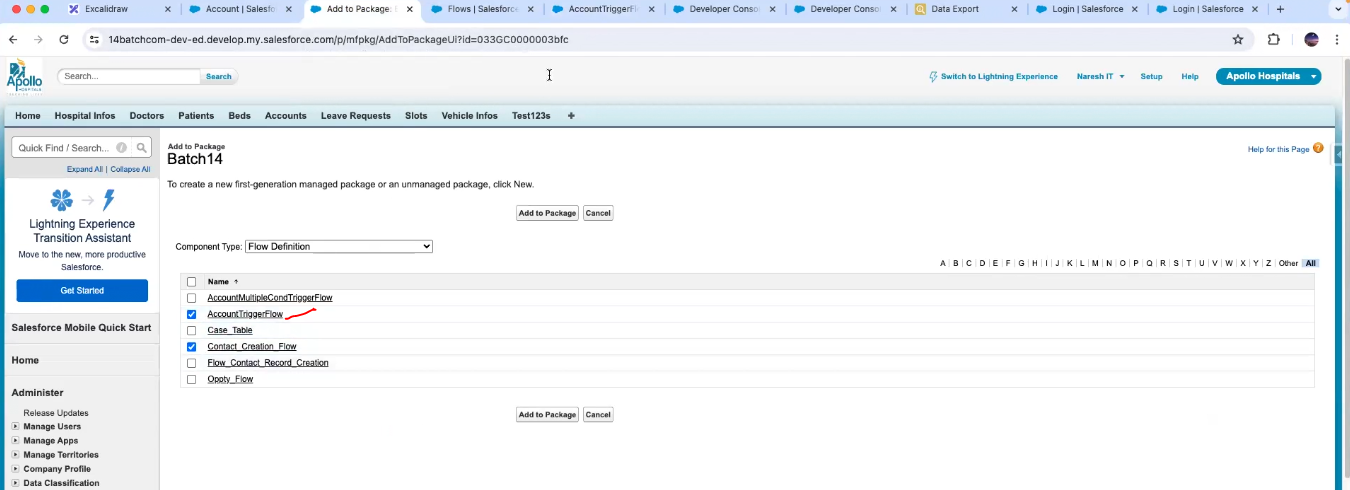 Excalidraw
Account | Salesfo
Add to Package:
Flows | Salesforce
AccountTriggerFl
Developer Conso
Developer Conso
Data Export
Login | Salesforce
Login | Salesforce
14batchcom-dev-ed.develop.my.salesforce.com/p/mfpkg/AddToPackageUi?id=033GC0000003bfc
Apollo
Search...
Search
Switch to Lightning Experience
Naresh IT
Setup
Help
Apollo Hospitals
Home
Hospital Infos
Doctors
Patients
Beds
Accounts
Leave Requests
Slots
Vehicle Infos
Test123s
Quick Find / Search...
Expand All | Collapse All
Lightning Experience
Transition Assistant
Move to the new, more productive
Salesforce.
Get Started
Salesforce Mobile Quick Start
Home
Administer
Release Updates
Manage Users
Manage Apps
Manage Territories
Company Profile
Data Classification
Add to Package
Batch14
Help for this Page
To create a new first-generation managed package or an unmanaged package, click New.
Add to Package
Cancel
Component Type: Flow Definition
A | B | C | D | E | F | G | H | I | J | K | L | M | N | O | P | Q | R | S | T | U | V | W | X | Y | Z | Other | All
Name
AccountMultipleCondTriggerFlow
AccountTriggerFlow
Case_Table
Contact_Creation_Flow
Flow_Contact_Record_Creation
Oppty_Flow
Add to Package
Cancel